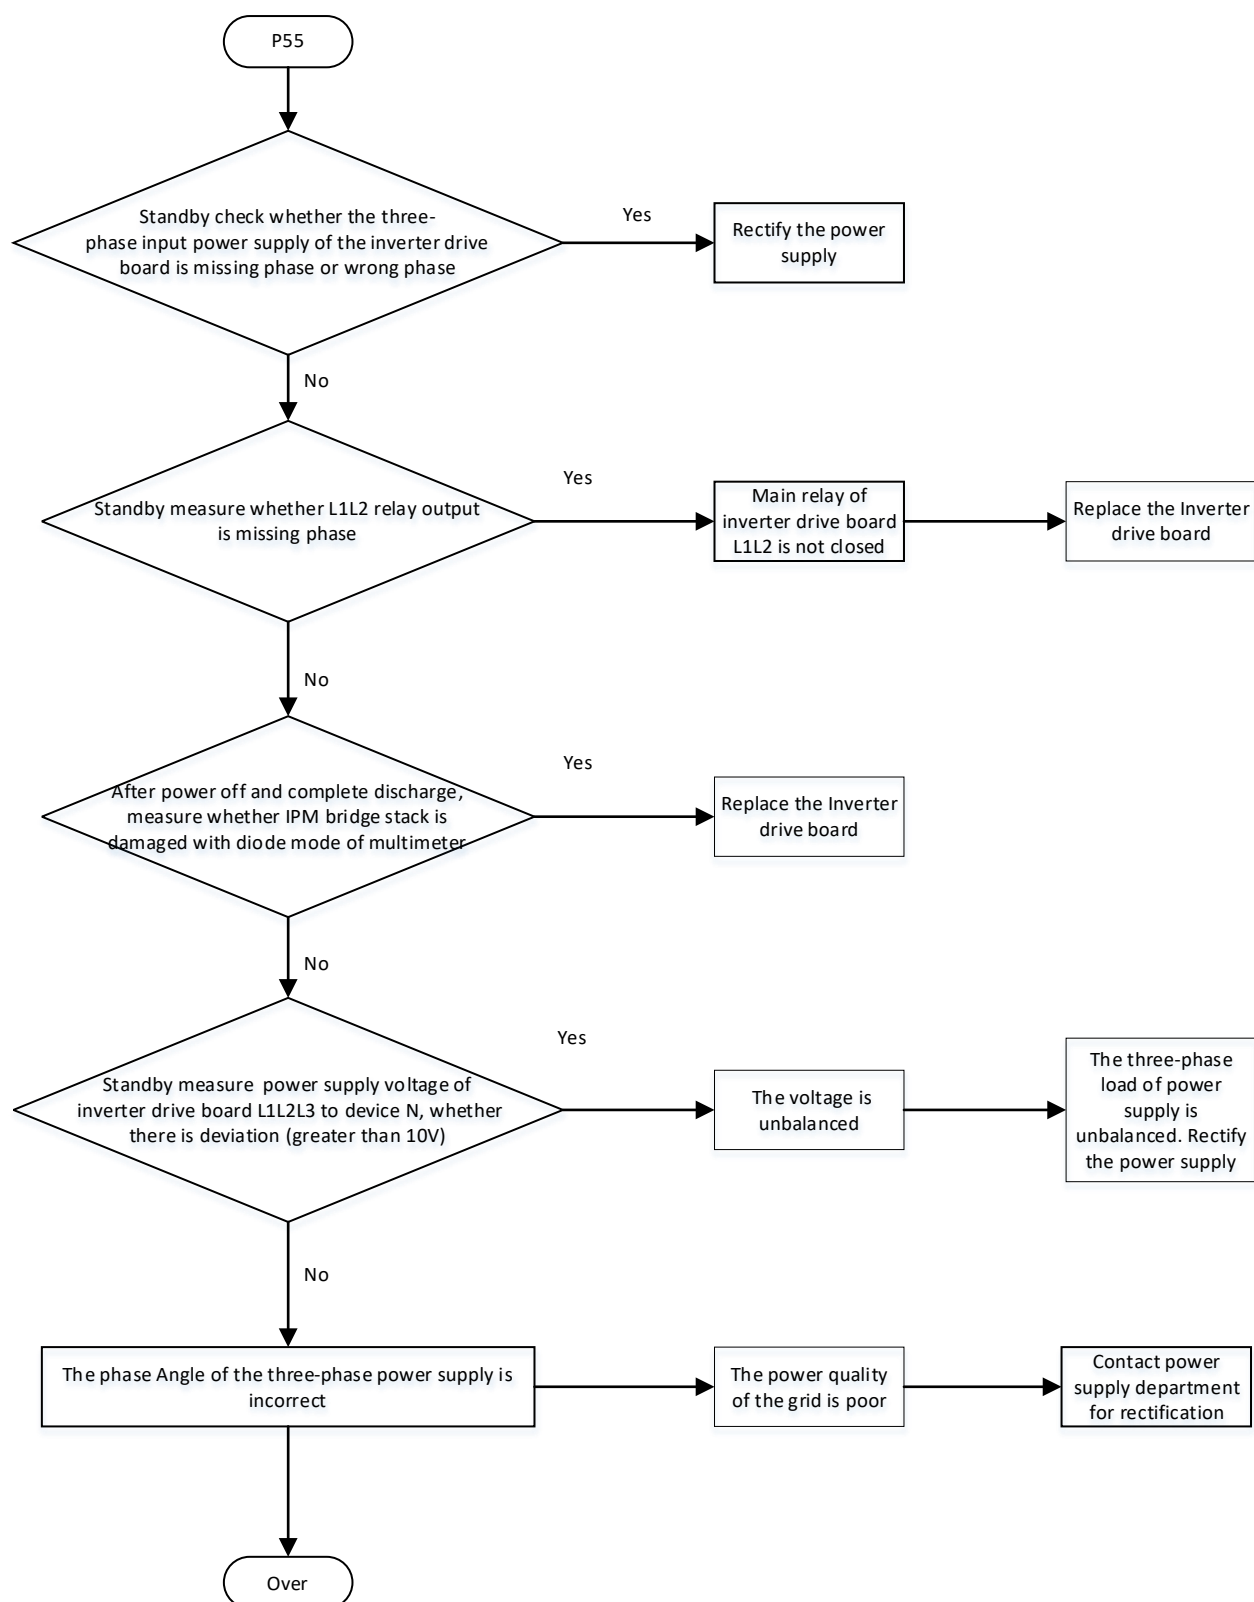 P55
Standby check whether the three-
phase input power supply of the inverter drive
board is missing phase or wrong phase
Yes
Rectify the power
supply
No
Standby measure whether L1L2 relay output
is missing phase
Yes
Main relay of
inverter drive board
L1L2 is not closed
Replace the Inverter
drive board
No
After power off and complete discharge,
measure whether IPM bridge stack is
damaged with diode mode of multimeter
Yes
Replace the Inverter
drive board
No
Standby measure power supply voltage of
inverter drive board L1L2L3 to device N, whether
there is deviation (greater than 10V)
Yes
The voltage is
unbalanced
The three-phase
load of power
supply is
unbalanced. Rectify
the power supply
No
The phase Angle of the three-phase power supply is
incorrect
The power quality
of the grid is poor
Contact power
supply department
for rectification
Over